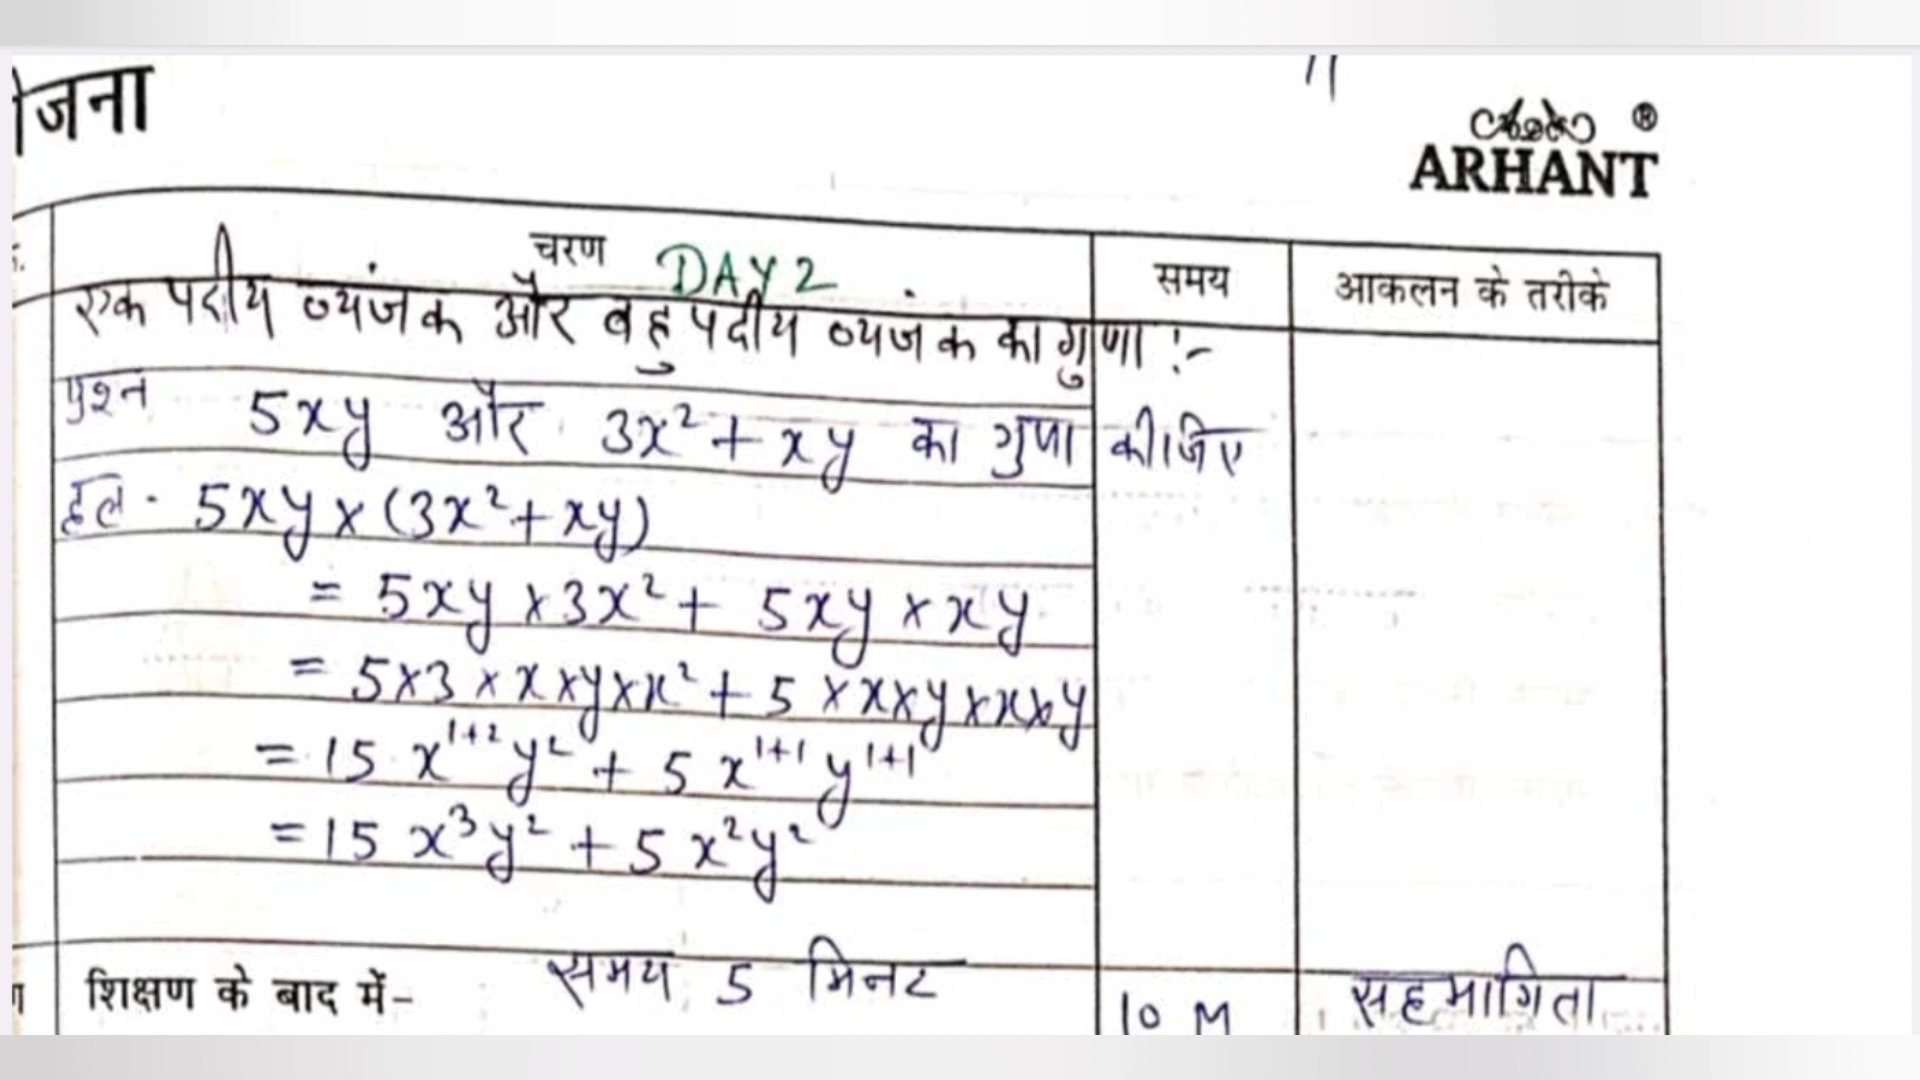 जना
ARHANT ®
चरण DAY 2
समय
आकलन के तरीके
एक पदीय व्यंजक और बहुपदीय व्यंजक का गुणा :-
प्रश्न 5xy और 3x² + xy का गुणा कीजिए
हल - 5xy × (3x² + xy)
= 5xy × 3x² + 5xy × xy
= 5×3 × x × y × x² + 5 × x × y × x × y
= 15 x¹⁺² y² + 5 x¹⁺¹ y¹⁺¹
= 15 x³y² + 5 x²y²
शिक्षण के बाद में- समय 5 मिनट
10 M
सहभागिता